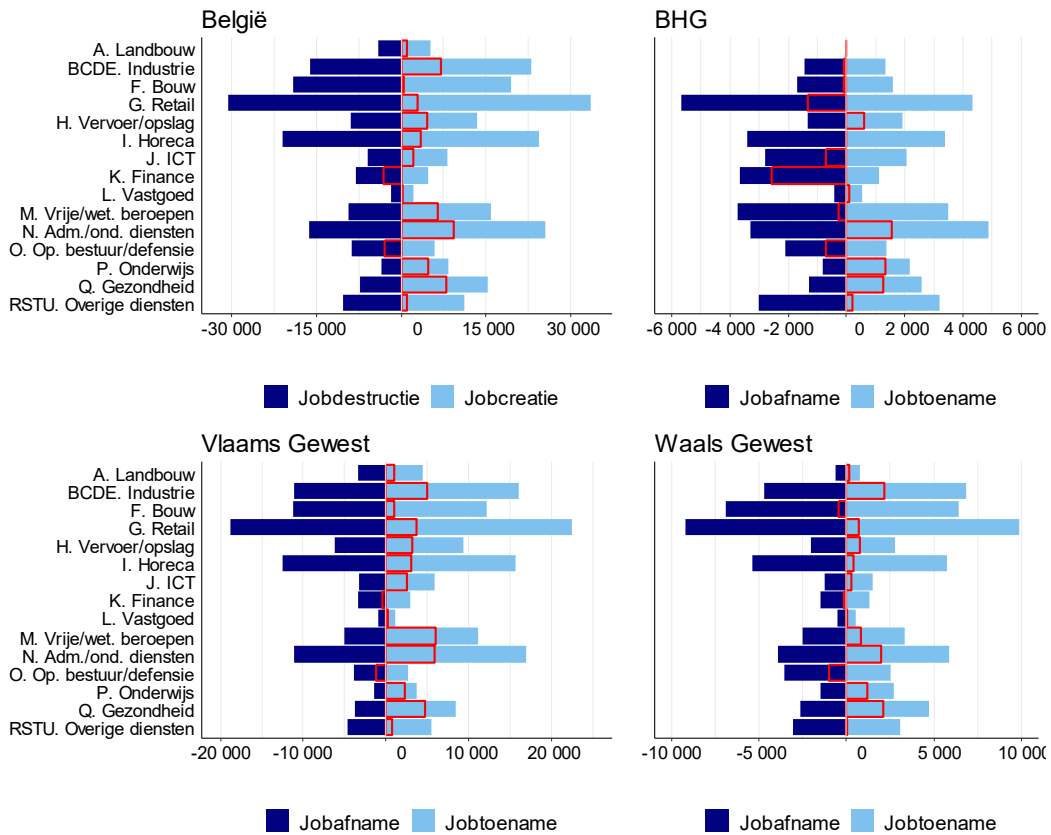 België
A. Landbouw
BCDE. Industrie
F. Bouw
G. Retail
H. Vervoer/opslag
I. Horeca
J. ICT
K. Finance
L. Vastgoed
M. Vrije/wet. beroepen
N. Adm./ond. diensten
O. Op. bestuur/defensie
P. Onderwijs
Q. Gezondheid
RSTU. Overige diensten
-30 000 -15 000 0 15 000 30 000
Jobdestructie Jobcreatie
BHG
-6 000 -4 000 -2 000 0 2 000 4 000 6 000
Jobafname Jobtoename
Vlaams Gewest
A. Landbouw
BCDE. Industrie
F. Bouw
G. Retail
H. Vervoer/opslag
I. Horeca
J. ICT
K. Finance
L. Vastgoed
M. Vrije/wet. beroepen
N. Adm./ond. diensten
O. Op. bestuur/defensie
P. Onderwijs
Q. Gezondheid
RSTU. Overige diensten
-20 000 -10 000 0 10 000 20 000
Jobafname Jobtoename
Waals Gewest
-10 000 -5 000 0 5 000 10 000
Jobafname Jobtoename